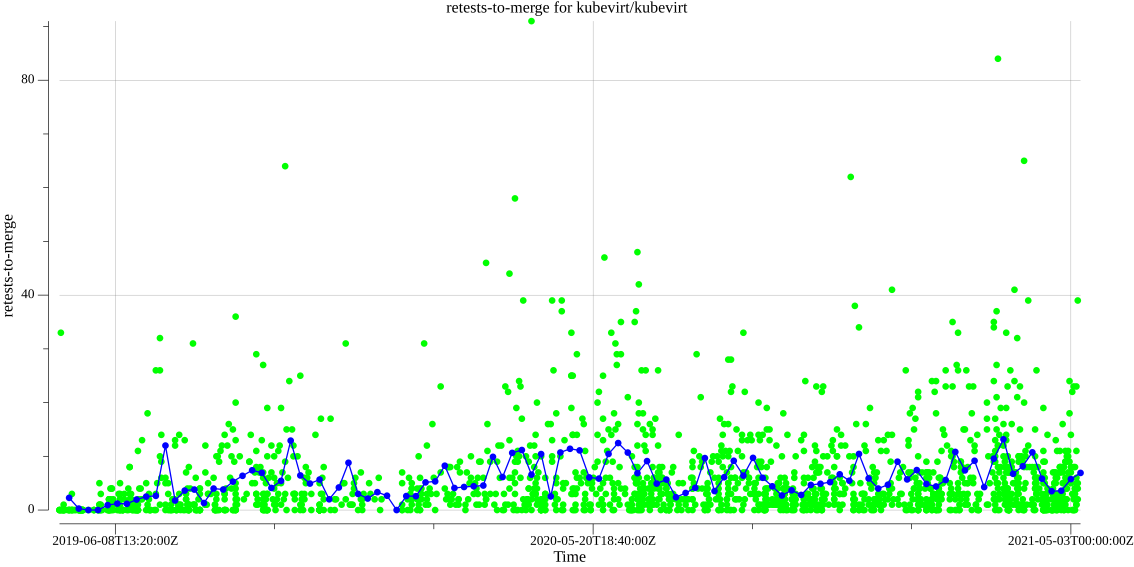 retests-to-merge for kubevirt/kubevirt
80
40
0
retests-to-merge
2019-06-08T13:20:00Z
2020-05-20T18:40:00Z
2021-05-03T00:00:00Z
Time